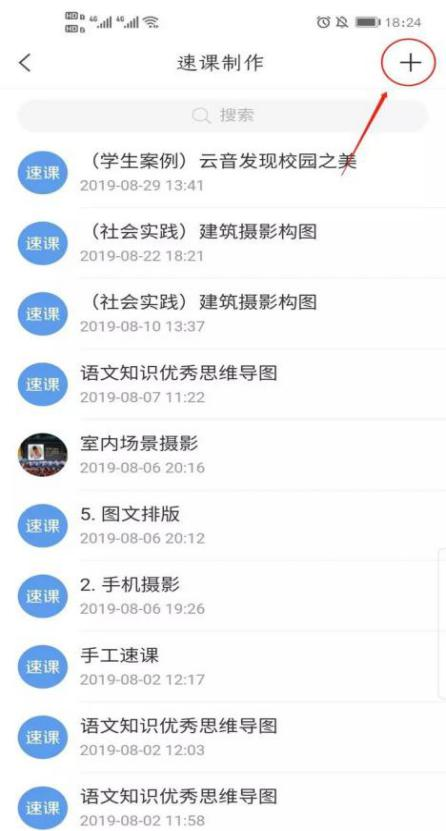 HD 4G 4G 18:24
HD
速课制作
搜索
速课 （学生案例）云音发现校园之美
2019-08-29 13:41
速课 （社会实践）建筑摄影构图
2019-08-22 18:21
速课 （社会实践）建筑摄影构图
2019-08-10 13:37
速课 语文知识优秀思维导图
2019-08-07 11:22
室内场景摄影
2019-08-06 20:16
速课 5. 图文排版
2019-08-06 20:12
速课 2. 手机摄影
2019-08-06 19:26
速课 手工速课
2019-08-02 12:17
速课 语文知识优秀思维导图
2019-08-02 12:03
速课 语文知识优秀思维导图
2019-08-02 11:58